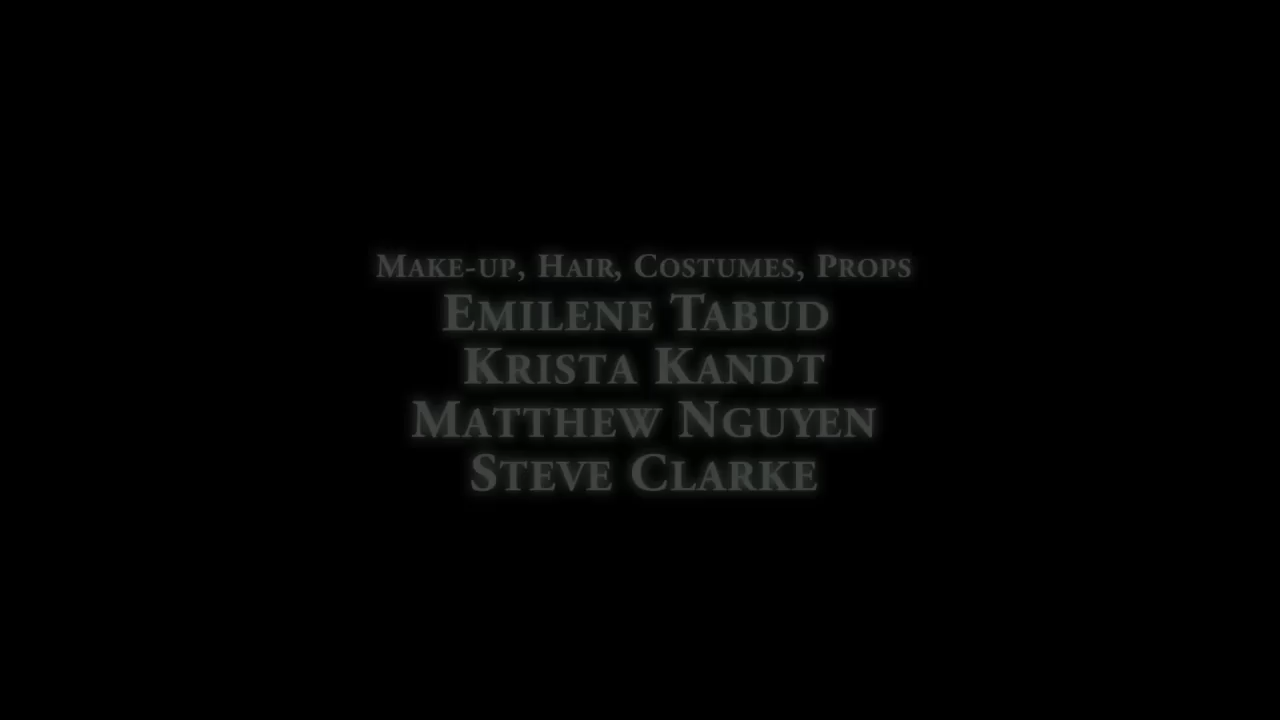 Make-up, Hair, Costumes, Props
Emilene Tabud
Krista Kandt
Matthew Nguyen
Steve Clarke